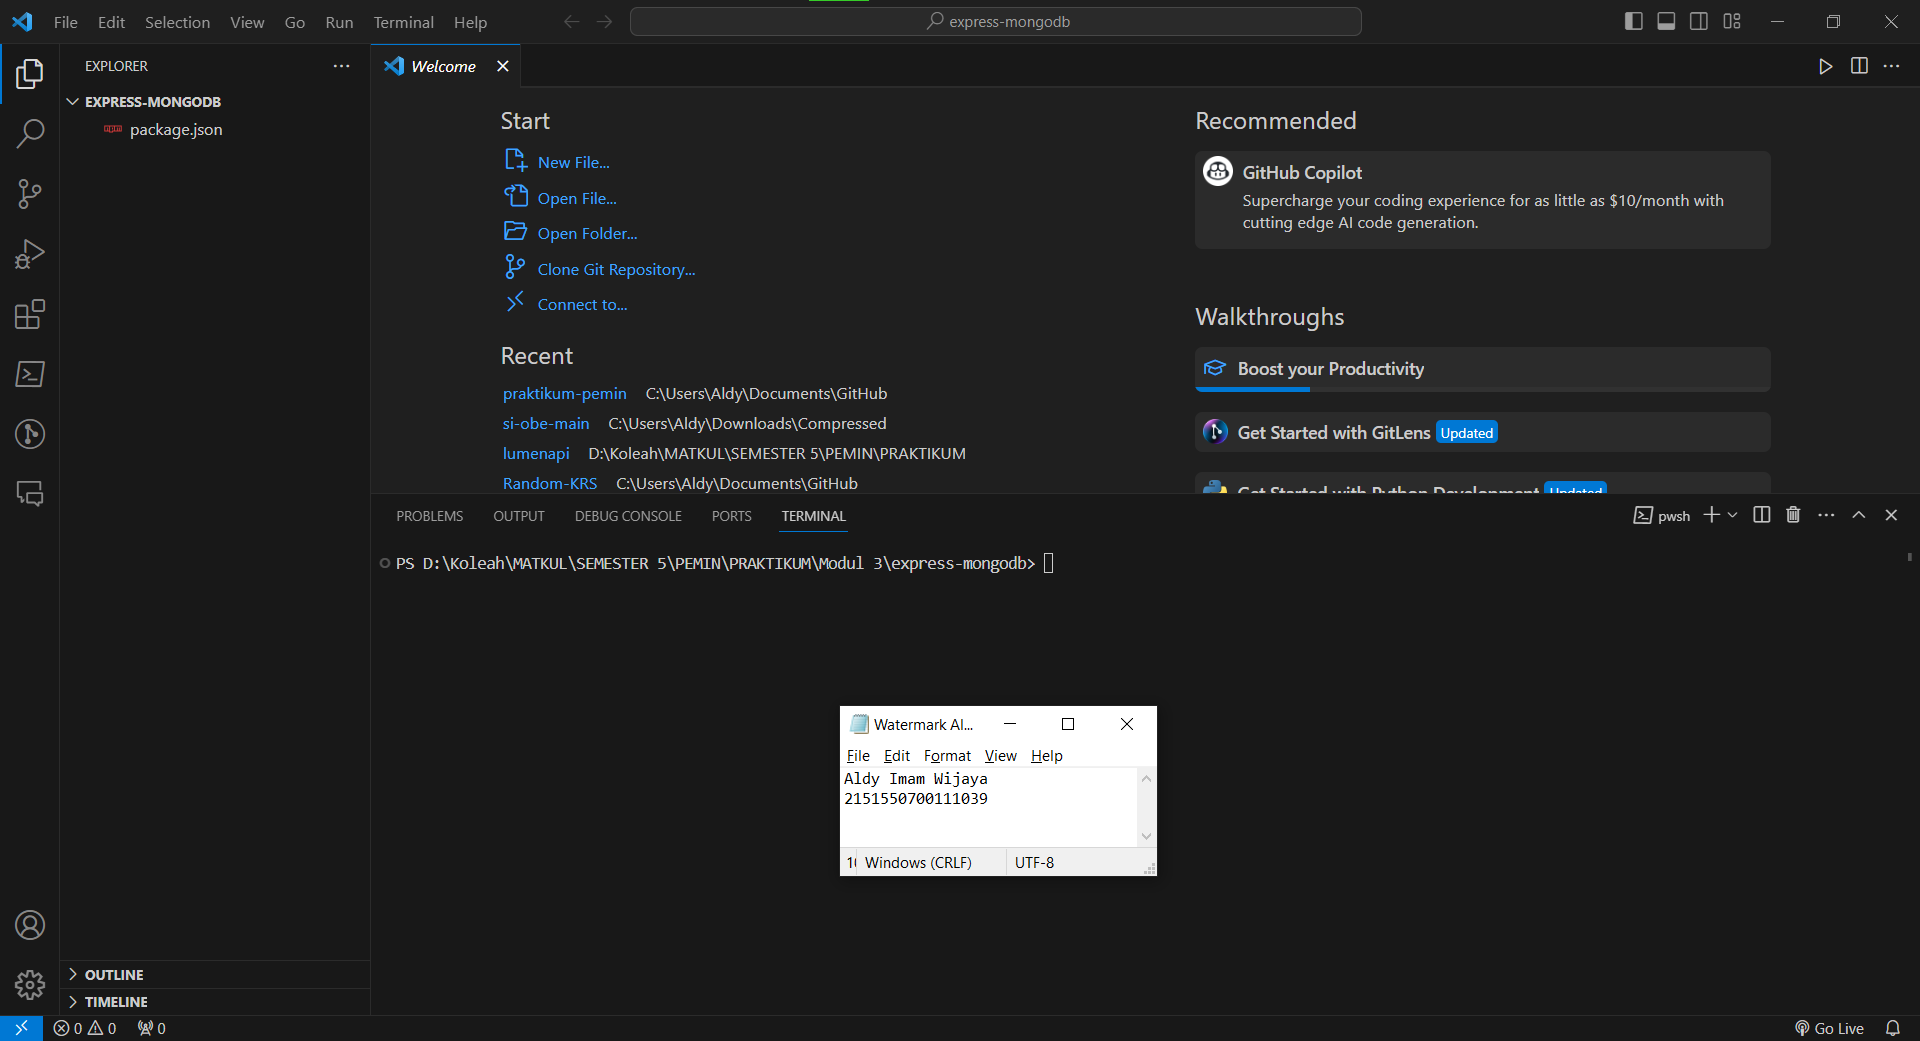 File Edit Selection View Go Run Terminal Help
express-mongodb
EXPLORER
EXPRESS-MONGODB
package.json
Welcome
Start
New File...
Open File...
Open Folder...
Clone Git Repository...
Connect to...
Recent
praktikum-pemin C:\Users\Aldy\Documents\GitHub
si-obe-main C:\Users\Aldy\Downloads\Compressed
lumenapi D:\Koleah\MATKUL\SEMESTER 5\PEMIN\PRAKTIKUM
Random-KRS C:\Users\Aldy\Documents\GitHub
Recommended
GitHub Copilot
Supercharge your coding experience for as little as $10/month with
cutting edge AI code generation.
Walkthroughs
Boost your Productivity
Get Started with GitLens Updated
Get Started with Python Development Updated
PROBLEMS OUTPUT DEBUG CONSOLE PORTS TERMINAL
pwsh
PS D:\Koleah\MATKUL\SEMESTER 5\PEMIN\PRAKTIKUM\Modul 3\express-mongodb>
Watermark Al...
File Edit Format View Help
Aldy Imam Wijaya
2151550700111039
Windows (CRLF) UTF-8
OUTLINE
TIMELINE
0 0 0
Go Live